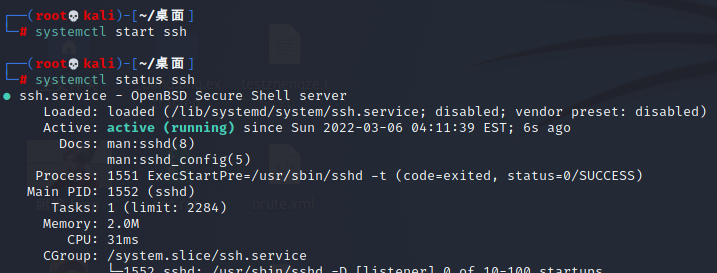 ┌──(root💀kali)-[~/桌面]
└─# systemctl start ssh
┌──(root💀kali)-[~/桌面]
└─# systemctl status ssh
● ssh.service - OpenBSD Secure Shell server
Loaded: loaded (/lib/systemd/system/ssh.service; disabled; vendor preset: disabled)
Active: active (running) since Sun 2022-03-06 04:11:39 EST; 6s ago
Docs: man:sshd(8)
man:sshd_config(5)
Process: 1551 ExecStartPre=/usr/sbin/sshd -t (code=exited, status=0/SUCCESS)
Main PID: 1552 (sshd)
Tasks: 1 (limit: 2284)
Memory: 2.0M
CPU: 31ms
CGroup: /system.slice/ssh.service
└─1552 sshd: /usr/sbin/sshd -D [listener] 0 of 10-100 startups